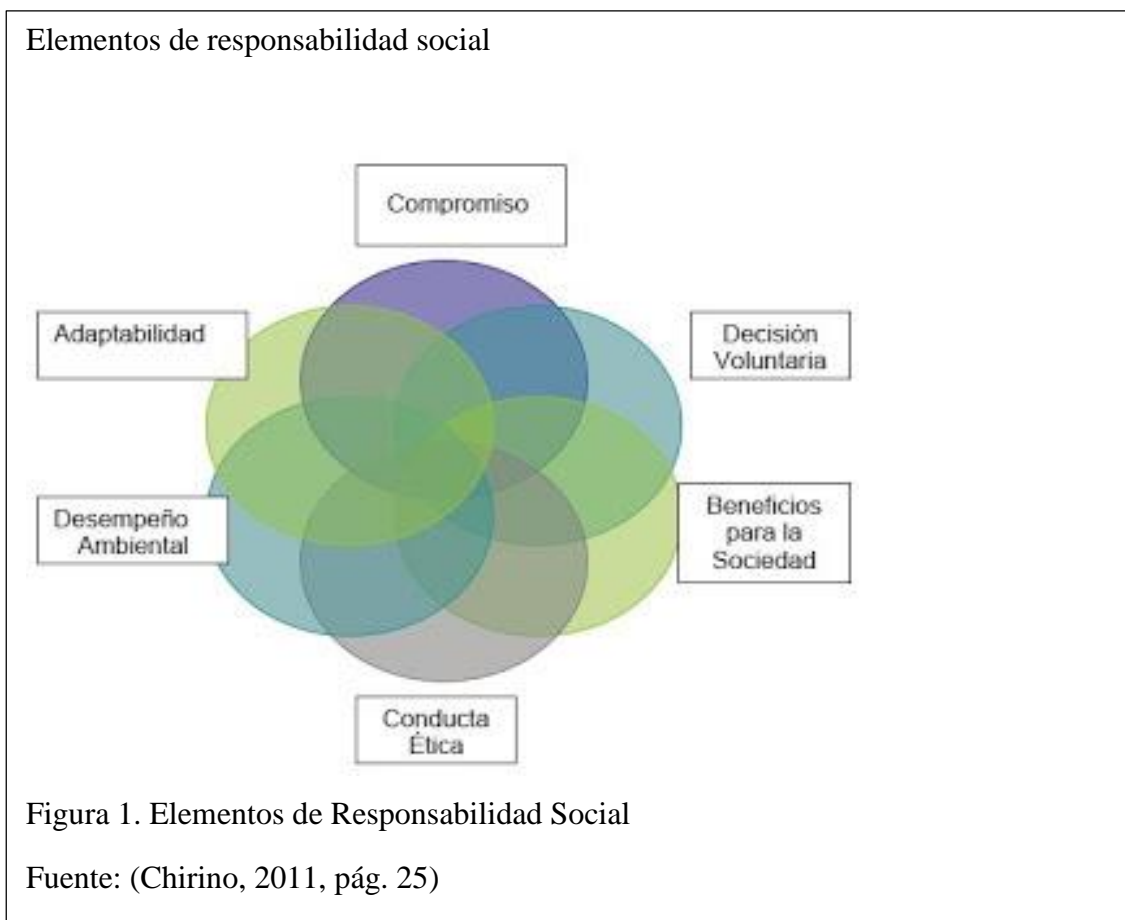 Elementos de responsabilidad social
Compromiso
Adaptabilidad
Decisión
Voluntaria
Desempeño
Ambiental
Beneficios
para la
Sociedad
Conducta
Ética
Figura 1. Elementos de Responsabilidad Social
Fuente: (Chirino, 2011, pág. 25)